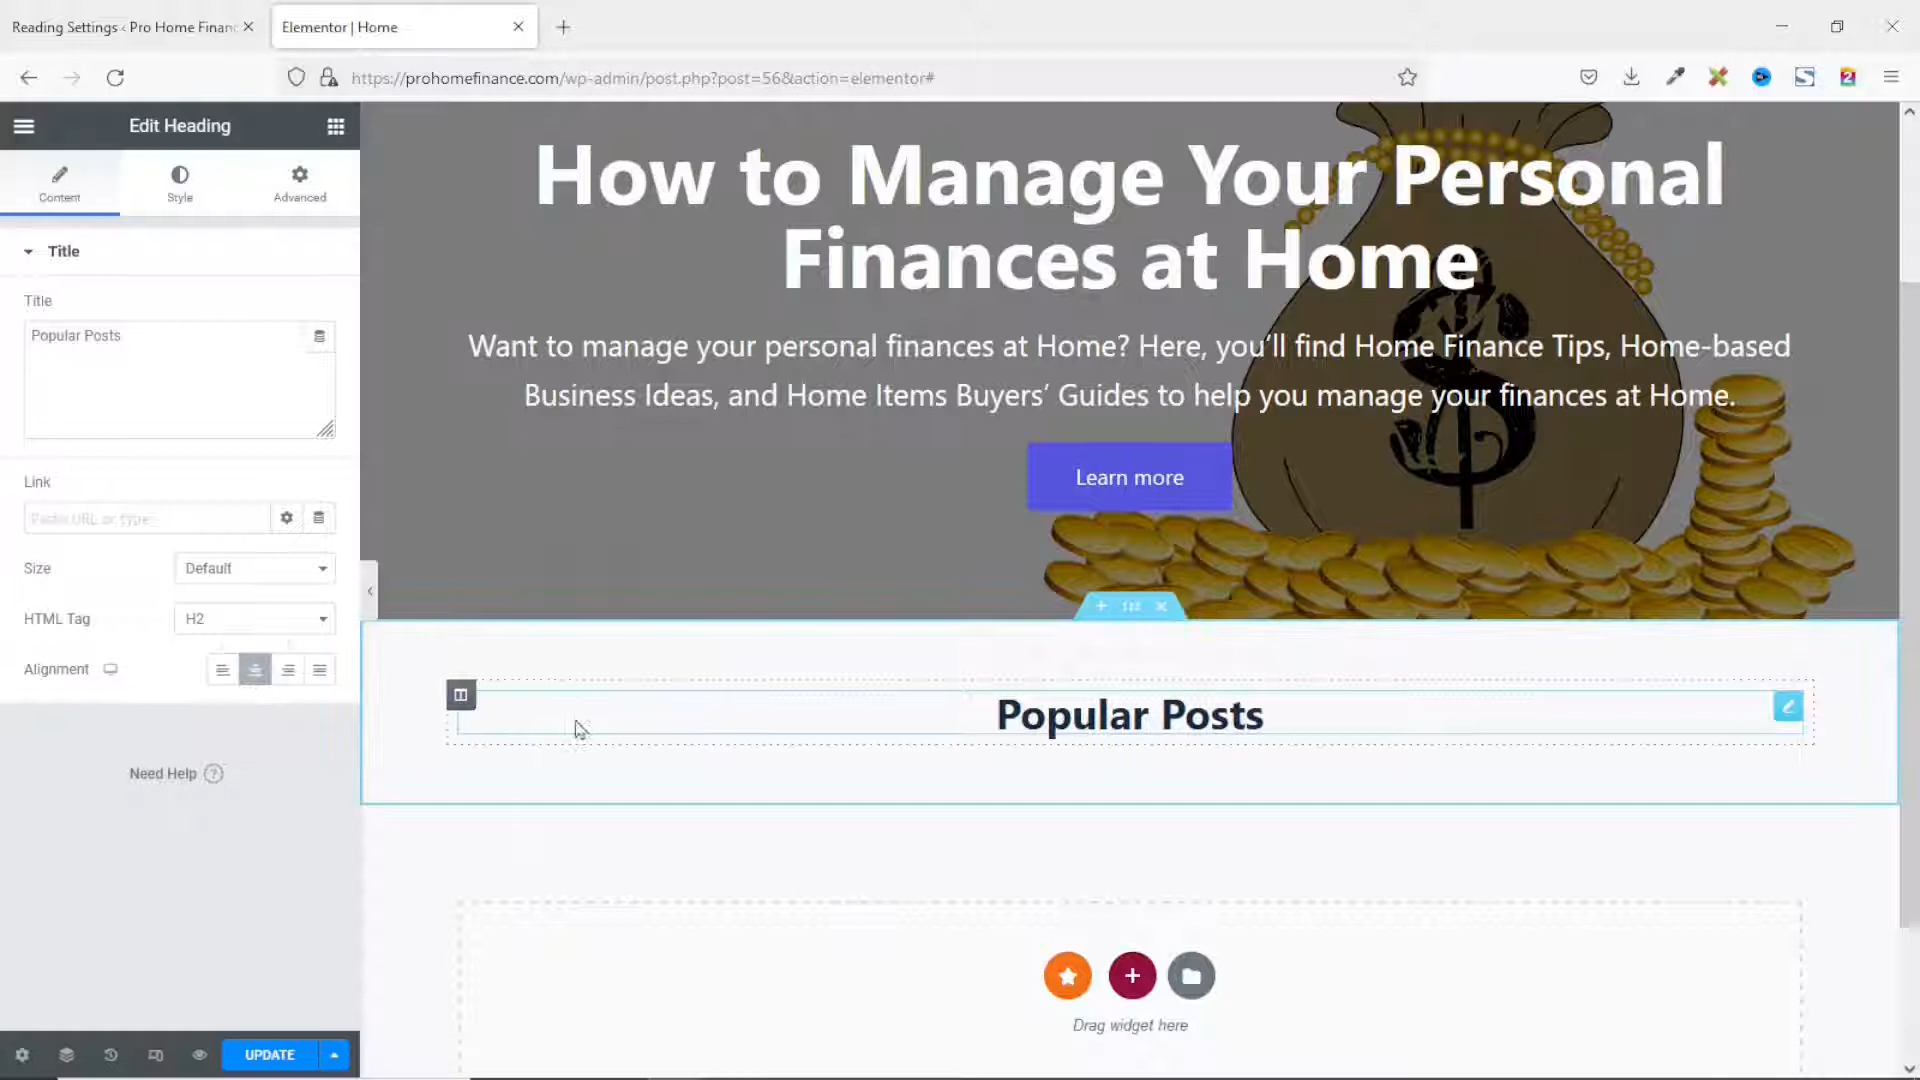 Reading Settings ‹ Pro Home Financ
Elementor | Home
https://prohomefinance.com/wp-admin/post.php?post=56&action=elementor#
Edit Heading
Content
Style
Advanced
Title
Title
Popular Posts
Link
Paste URL or type
Size
Default
HTML Tag
H2
Alignment
Need Help ?
UPDATE
How to Manage Your Personal
Finances at Home
Want to manage your personal finances at Home? Here, you'll find Home Finance Tips, Home-based
Business Ideas, and Home Items Buyers' Guides to help you manage your finances at Home.
Learn more
Popular Posts
Drag widget here